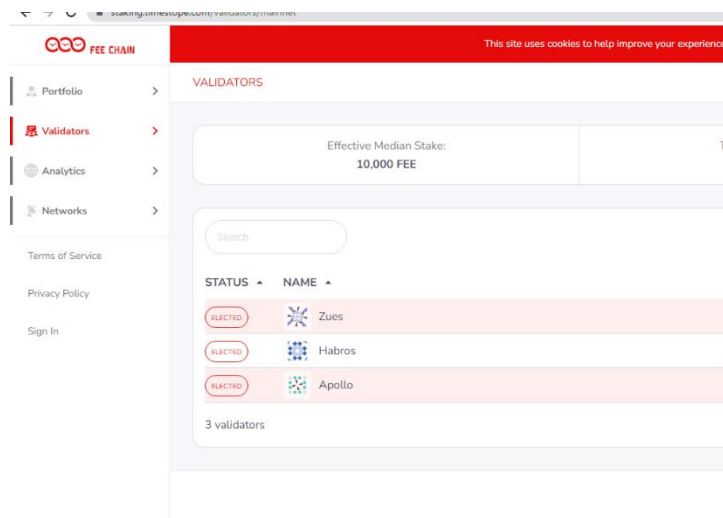 staking.timestope.com/validators/mainnet
FEE CHAIN
This site uses cookies to help improve your experience
Portfolio
VALIDATORS
Validators
Effective Median Stake:
10,000 FEE
T
Analytics
Networks
Search
Terms of Service
Privacy Policy
Sign In
STATUS NAME
ELECTED Zues
ELECTED Habros
ELECTED Apollo
3 validators